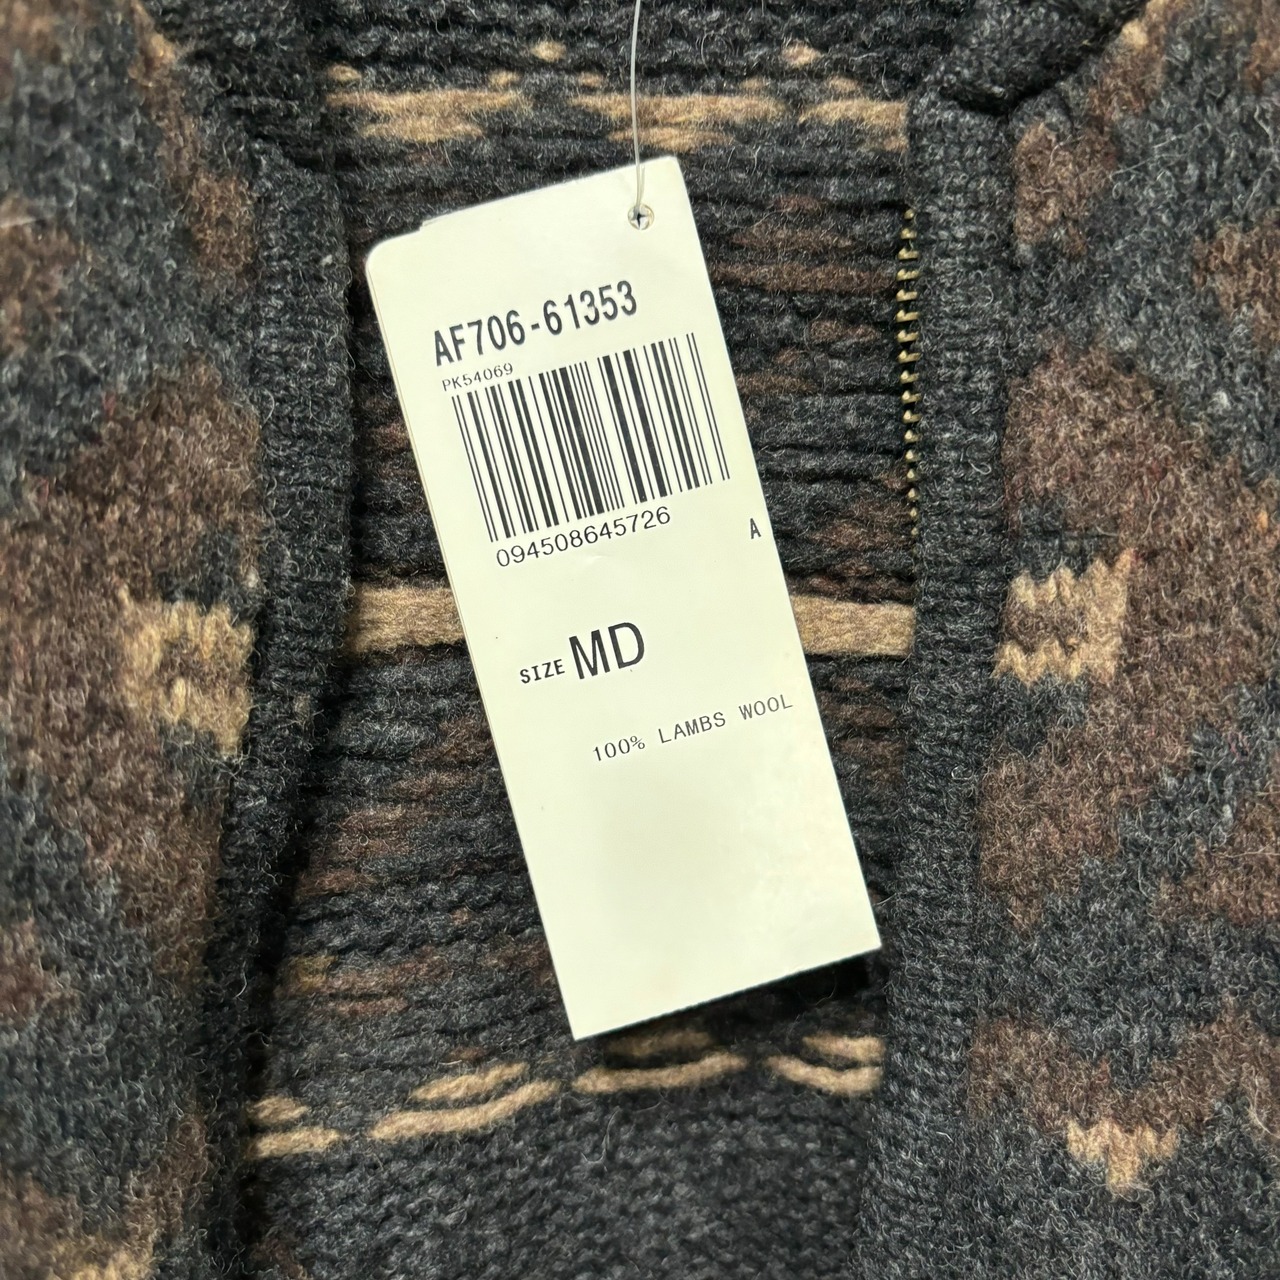 AF706-61353
PK54069
094508645726
A
SIZE MD
100% LAMBS WOOL